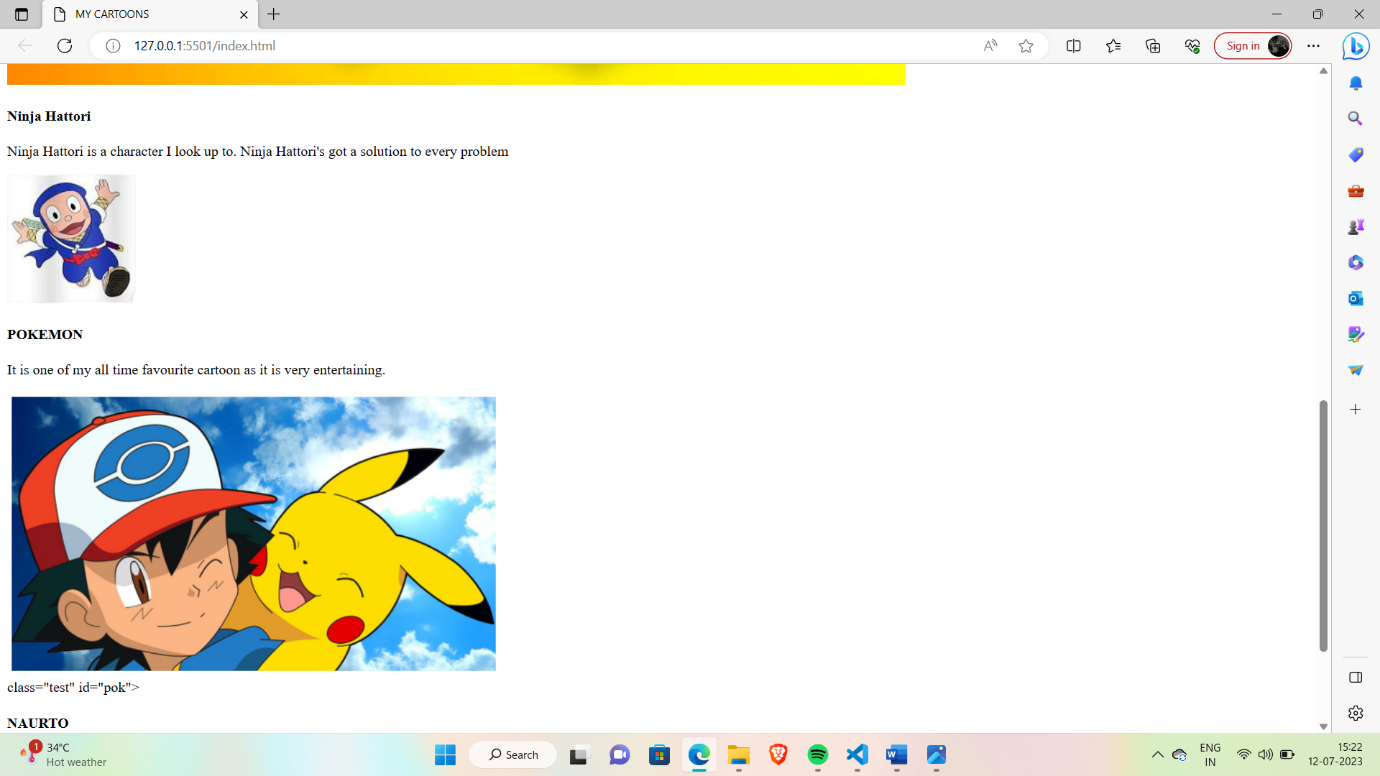 MY CARTOONS
127.0.0.1:5501/index.html
Sign in
Ninja Hattori
Ninja Hattori is a character I look up to. Ninja Hattori's got a solution to every problem
POKEMON
It is one of my all time favourite cartoon as it is very entertaining.
class="test" id="pok">
NAURTO
1
34°C
Hot weather
Search
ENG
IN
15:22
12-07-2023